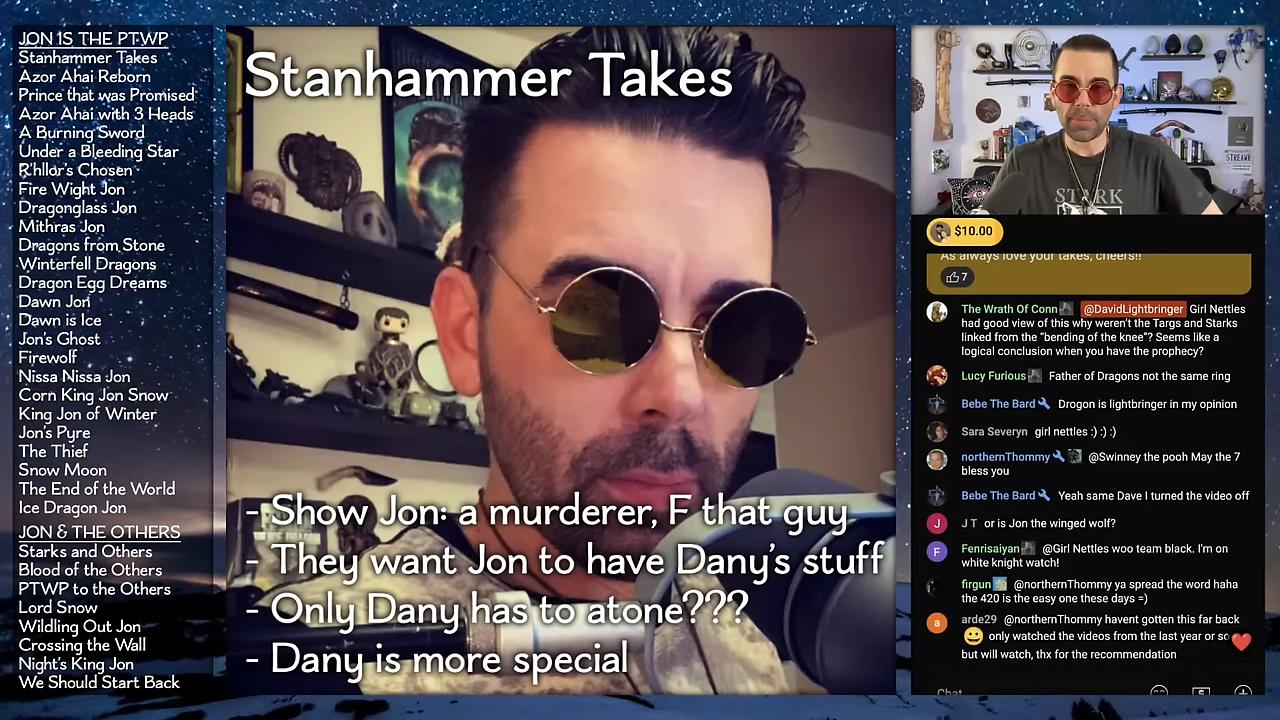 JON IS THE PTWP
Stanhammer Takes
Azor Ahai Reborn
Prince that was Promised
Azor Ahai with 3 Heads
A Burning Sword
Under a Bleeding Star
R'hllor's Chosen
Fire Wight Jon
Dragonglass Jon
Mithras Jon
Dragons from Stone
Winterfell Dragons
Dragon Egg Dreams
Dawn Jon
Dawn is Ice
Jon's Ghost
Firewolf
Nissa Nissa Jon
Corn King Jon Snow
King Jon of Winter
Jon's Pyre
The Thief
Snow Moon
The End of the World
Ice Dragon Jon
JON & THE OTHERS
Starks and Others
Blood of the Others
PTWP to the Others
Lord Snow
Wildling Out Jon
Crossing the Wall
Night's King Jon
We Should Start Back
Stanhammer Takes
- Show Jon: a murderer, F that guy
- They want Jon to have Dany's stuff
- Only Dany has to atone???
- Dany is more special
STARK
STREAMR
$10.00
As always love your takes, cheers!!
7
The Wrath Of Conn @DavidLightbringer Girl Nettles
had good view of this why weren't the Targs and Starks
linked from the "bending of the knee"? Seems like a
logical conclusion when you have the prophecy?
Lucy Furious Father of Dragons not the same ring
Bebe The Bard Drogon is lightbringer in my opinion
Sara Severyn girl nettles :) :) :)
northernThommy @Swinney the pooh May the 7
bless you
Bebe The Bard Yeah same Dave I turned the video off
J
J T or is Jon the winged wolf?
F
Fenrisaiyan @Girl Nettles woo team black. I'm on
white knight watch!
firgun @northernThommy ya spread the word haha
the 420 is the easy one these days =)
a
arde29 @northernThommy havent gotten this far back
😀 only watched the videos from the last year or so
but will watch, thx for the recommendation
Chat